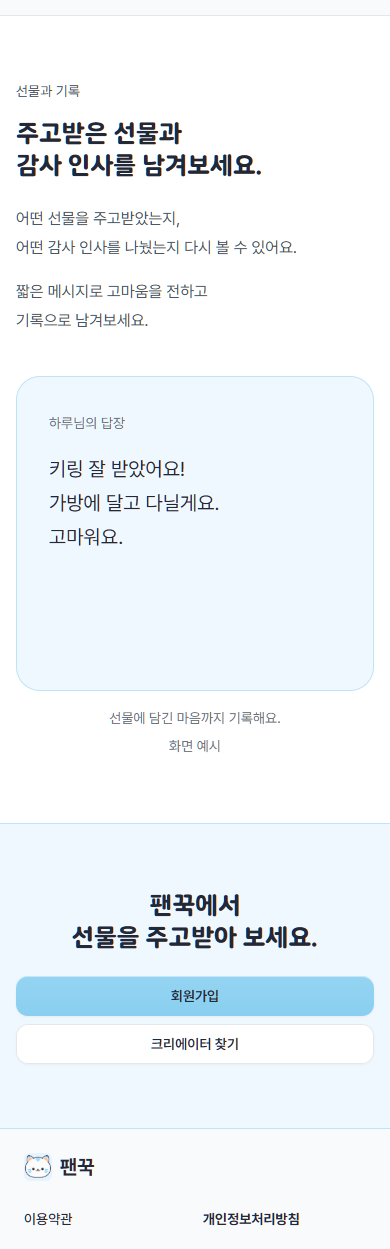 선물과 기록
주고받은 선물과
감사 인사를 남겨보세요.
어떤 선물을 주고받았는지,
어떤 감사 인사를 나눴는지 다시 볼 수 있어요.
짧은 메시지로 고마움을 전하고
기록으로 남겨보세요.
하루님의 답장
키링 잘 받았어요!
가방에 달고 다닐게요.
고마워요.
선물에 담긴 마음까지 기록해요.
화면 예시
팬꾹에서
선물을 주고받아 보세요.
회원가입
크리에이터 찾기
팬꾹
이용약관
개인정보처리방침